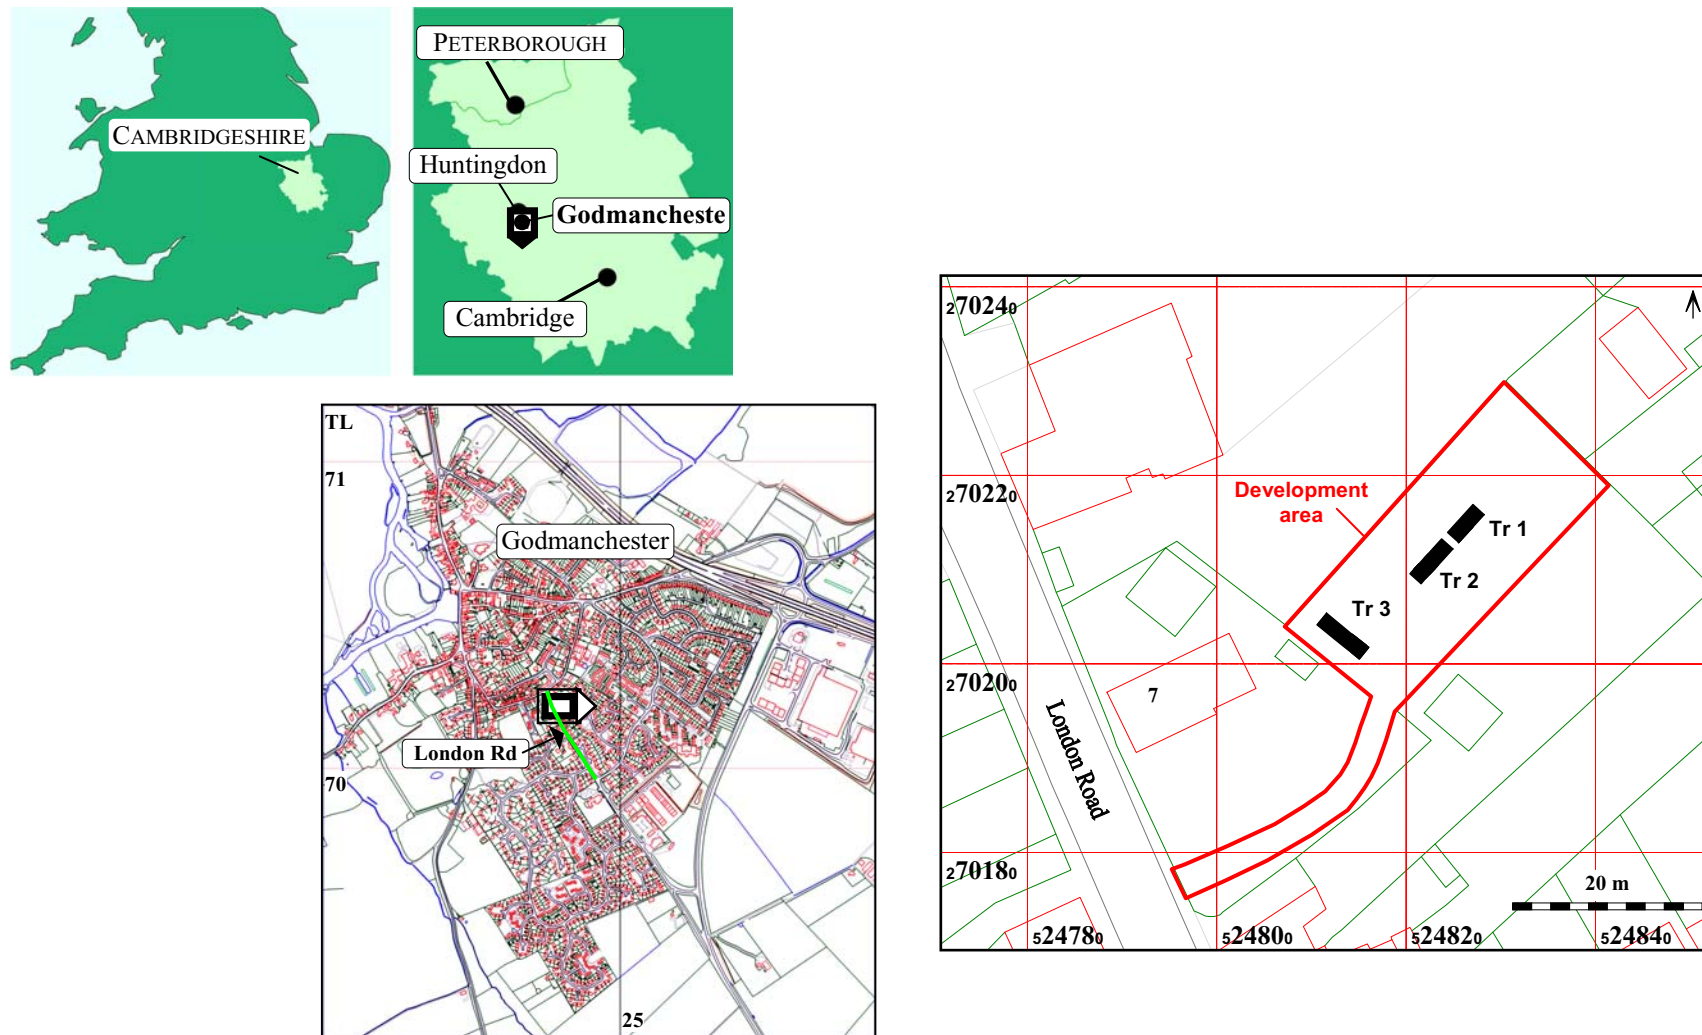 PETERBOROUGH
CAMBRIDGESHIRE
Huntingdon
Godmancheste
Cambridge
TL
71
Godmanchester
London Rd
70
25
270240
270220
Development
area
Tr 1
Tr 2
Tr 3
270200
7
London Road
270180
20 m
524780
524800
524820
524840